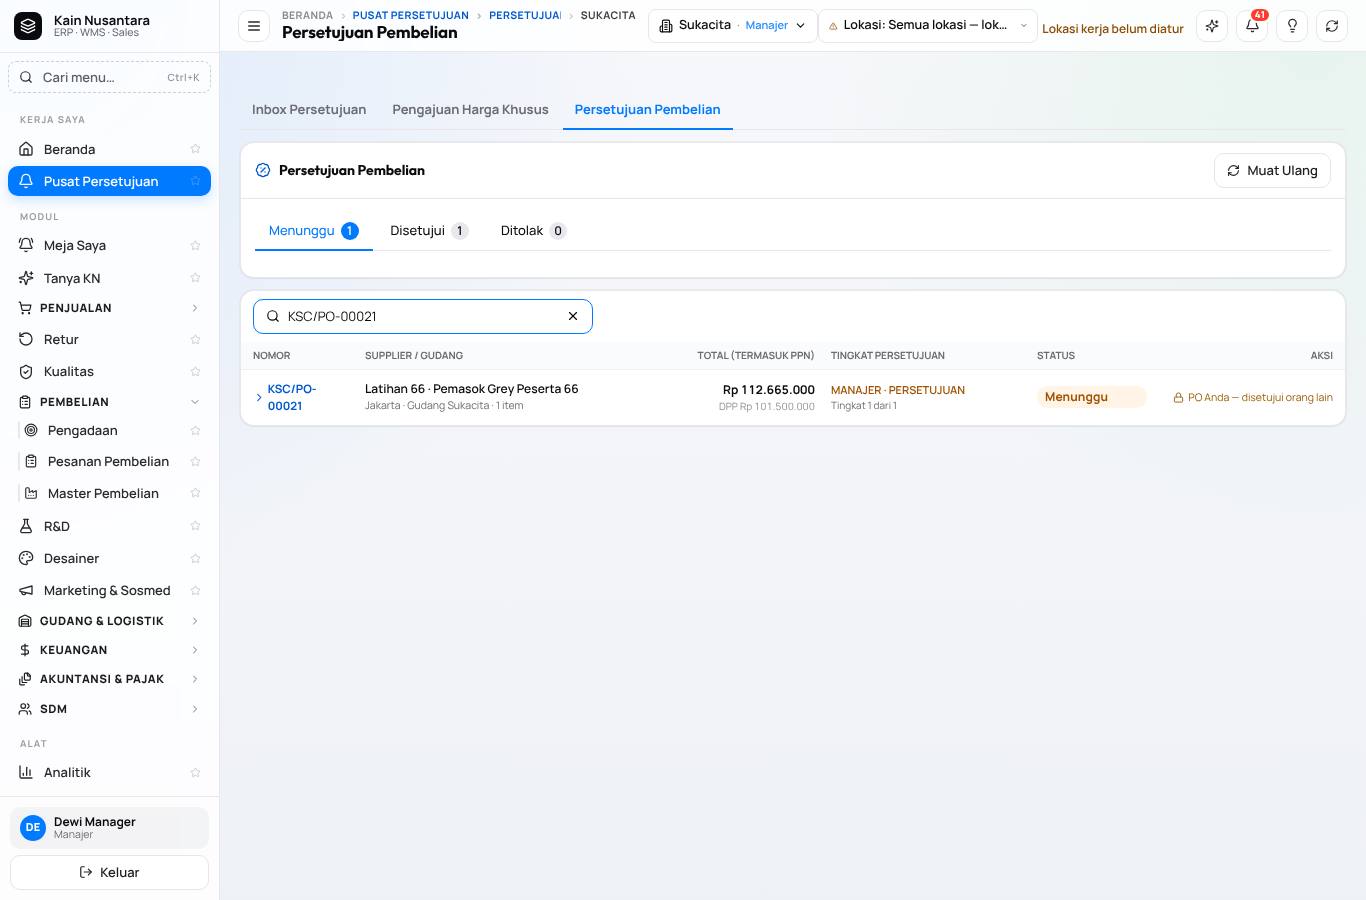 Kain Nusantara
ERP · WMS · Sales
Cari menu...
Ctrl+K
KERJA SAYA
Beranda
Pusat Persetujuan
MODUL
Meja Saya
Tanya KN
PENJUALAN
Retur
Kualitas
PEMBELIAN
Pengadaan
Pesanan Pembelian
Master Pembelian
R&D
Desainer
Marketing & Sosmed
GUDANG & LOGISTIK
KEUANGAN
AKUNTANSI & PAJAK
SDM
ALAT
Analitik
DE
Dewi Manager
Manajer
Keluar
BERANDA › PUSAT PERSETUJUAN › PERSETUJUAI › SUKACITA
Persetujuan Pembelian
Sukacita · Manajer
Lokasi: Semua lokasi — lok...
Lokasi kerja belum diatur
41
Inbox Persetujuan
Pengajuan Harga Khusus
Persetujuan Pembelian
Persetujuan Pembelian
Muat Ulang
Menunggu 1
Disetujui 1
Ditolak 0
KSC/PO-00021
NOMOR
SUPPLIER / GUDANG
TOTAL (TERMASUK PPN)
TINGKAT PERSETUJUAN
STATUS
AKSI
KSC/PO-
00021
Latihan 66 · Pemasok Grey Peserta 66
Jakarta · Gudang Sukacita · 1 item
Rp 112.665.000
DPP Rp 101.500.000
MANAJER · PERSETUJUAN
Tingkat 1 dari 1
Menunggu
PO Anda — disetujui orang lain